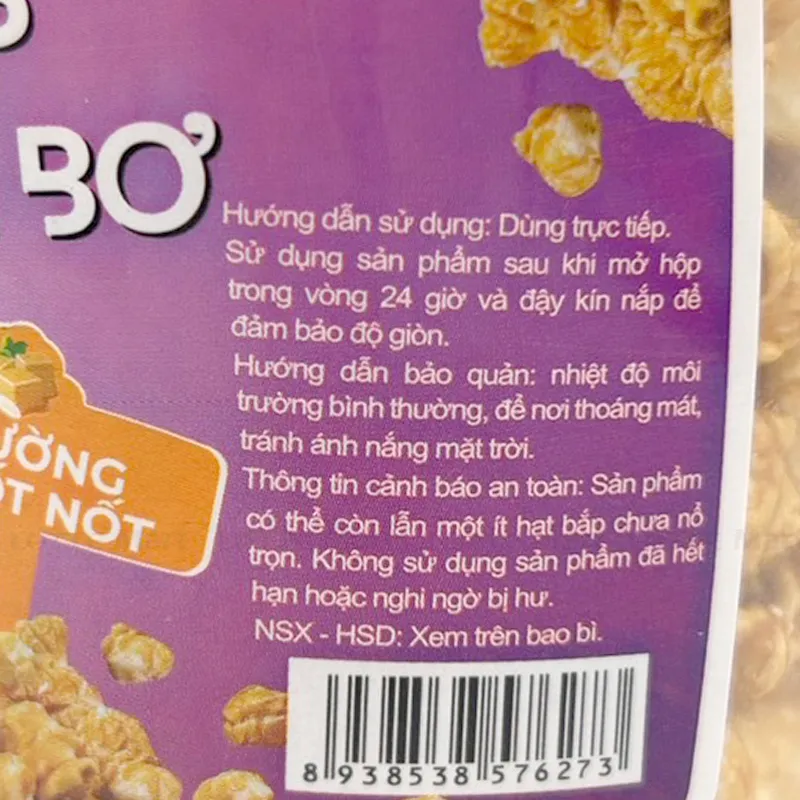 BƠ
Hướng dẫn sử dụng: Dùng trực tiếp.
Sử dụng sản phẩm sau khi mở hộp
trong vòng 24 giờ và đậy kín nắp để
đảm bảo độ giòn.
Hướng dẫn bảo quản: nhiệt độ môi
trường bình thường, để nơi thoáng mát,
tránh ánh nắng mặt trời.
Thông tin cảnh báo an toàn: Sản phẩm
có thể còn lẫn một ít hạt bắp chưa nổ
trọn. Không sử dụng sản phẩm đã hết
hạn hoặc nghi ngờ bị hư.
NSX - HSD: Xem trên bao bì.
ƯỜNG
ỐT NỐT
8 938538 576273